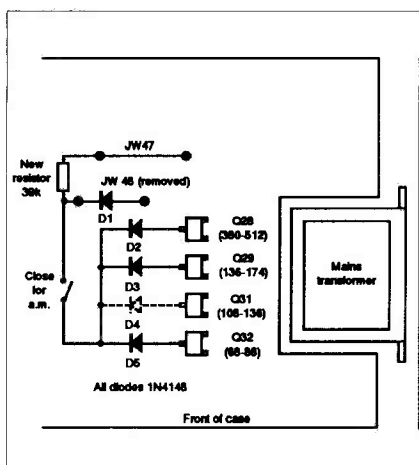 JW47
New
resistor
39k
JW 46 (removed)
D1
Q28
(380-512)
D2
Q29
(136-174)
D3
Q31
(108-136)
D4
Q32
(66-88)
D5
Close
for
a.m.
Mains
transformer
All diodes 1N4148
Front of case